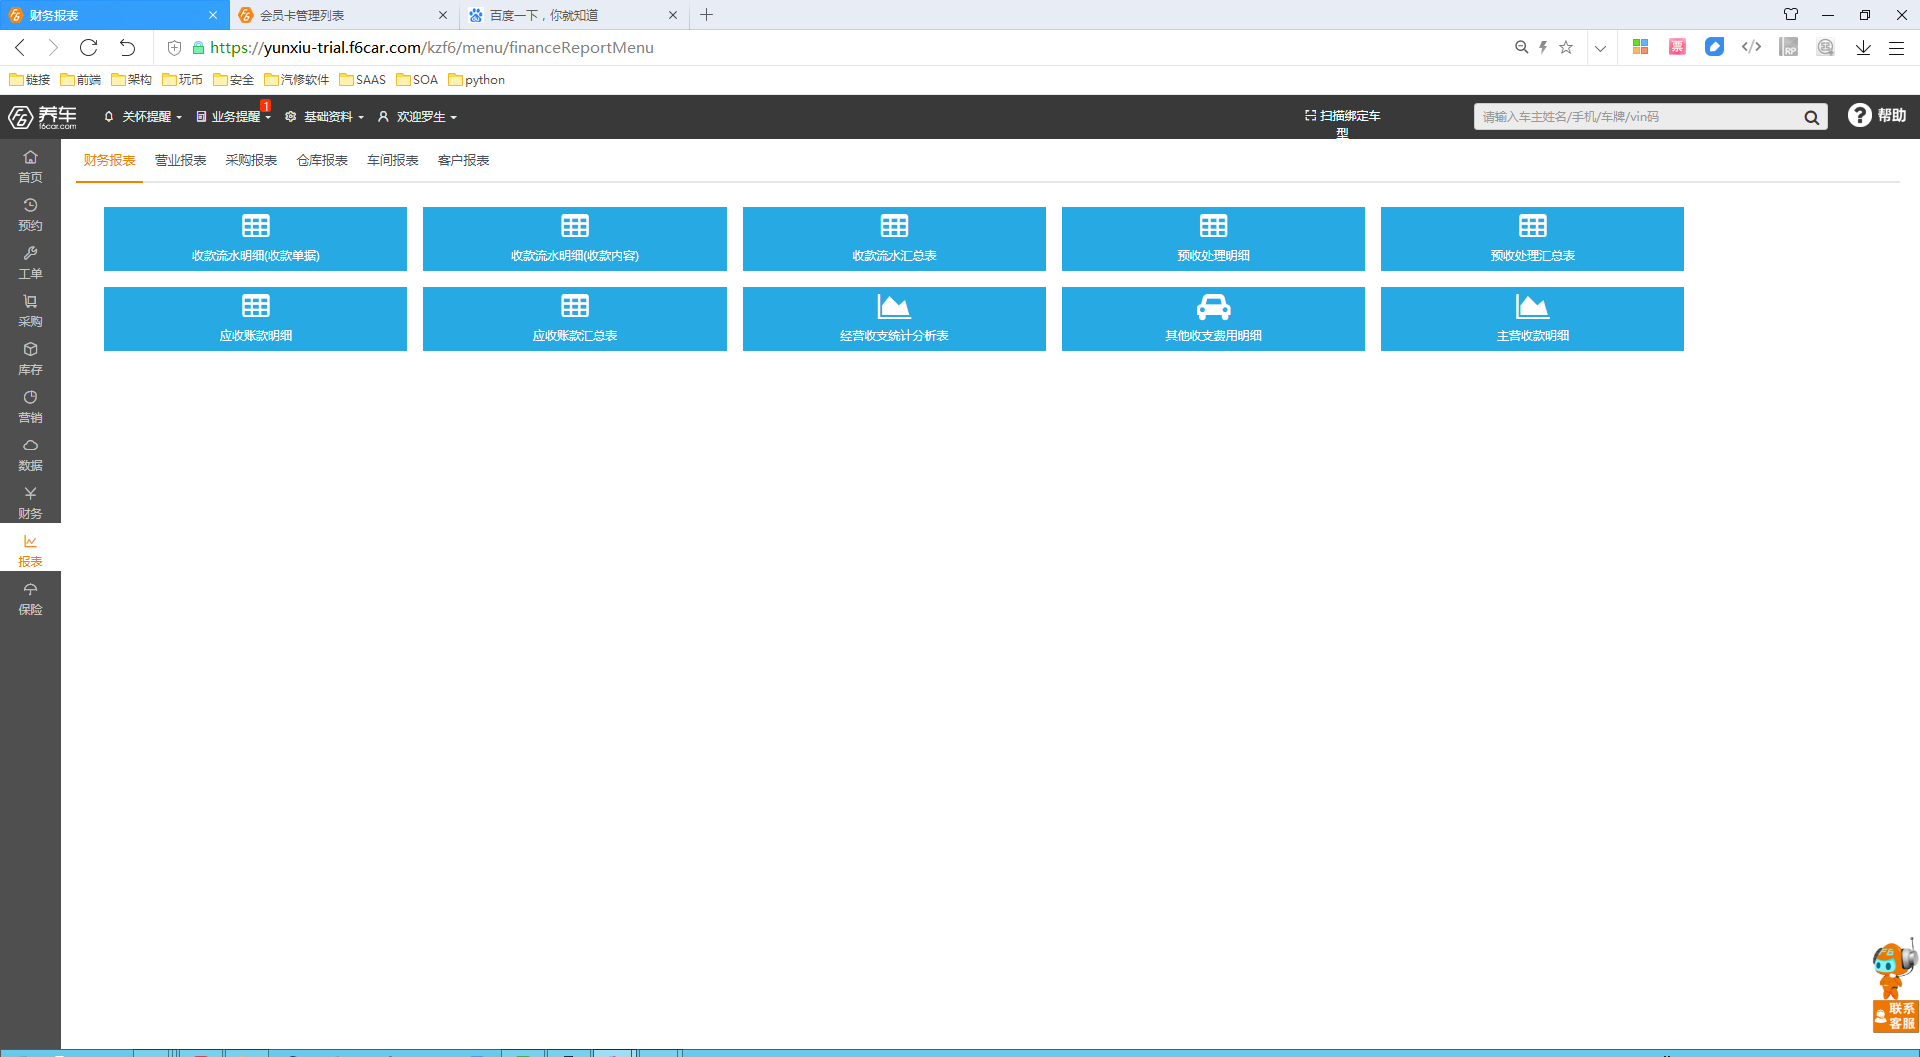 财务报表
会员卡管理列表
百度一下，你就知道
https://yunxiu-trial.f6car.com/kzf6/menu/financeReportMenu
票
RP
链接
前端
架构
玩币
安全
汽修软件
SAAS
SOA
python
F6 养车
f6car.com
关怀提醒
业务提醒
1
基础资料
欢迎罗生
扫描绑定车
型
请输入车主姓名/手机/车牌/vin码
帮助
首页
预约
工单
采购
库存
营销
数据
财务
报表
保险
财务报表
营业报表
采购报表
仓库报表
车间报表
客户报表
收款流水明细(收款单据)
收款流水明细(收款内容)
收款流水汇总表
预收处理明细
预收处理汇总表
应收账款明细
应收账款汇总表
经营收支统计分析表
其他收支费用明细
主营收款明细
F6
联系
客服